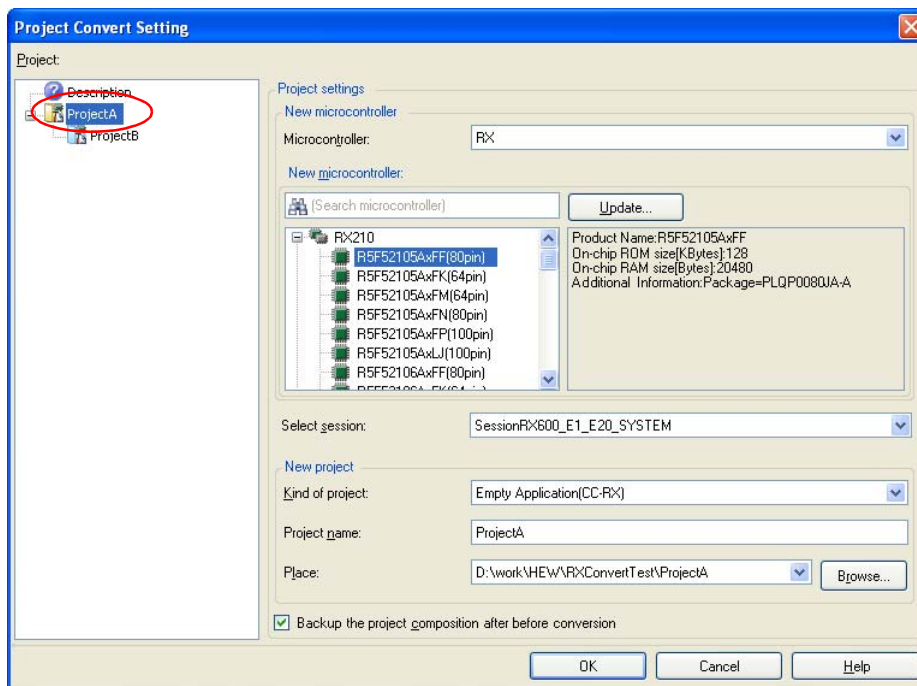 Project Convert Setting
Project:
Description
ProjectA
ProjectB
Project settings
New microcontroller
Microcontroller:
RX
New microcontroller:
(Search microcontroller)
Update...
RX210
R5F52105AxFF(80pin)
R5F52105AxFK(64pin)
R5F52105AxFM(64pin)
R5F52105AxFN(80pin)
R5F52105AxFP(100pin)
R5F52105AxLJ(100pin)
R5F52106AxFF(80pin)
Product Name:R5F52105AxFF
On-chip ROM size[KBytes]:128
On-chip RAM size[Bytes]:20480
Additional Information:Package=PLQP0080JA-A
Select session:
SessionRX600_E1_E20_SYSTEM
New project
Kind of project:
Empty Application(CC-RX)
Project name:
ProjectA
Place:
D:\work\HEW\RXConvertTest\ProjectA
Browse...
Backup the project composition after before conversion
OK
Cancel
Help